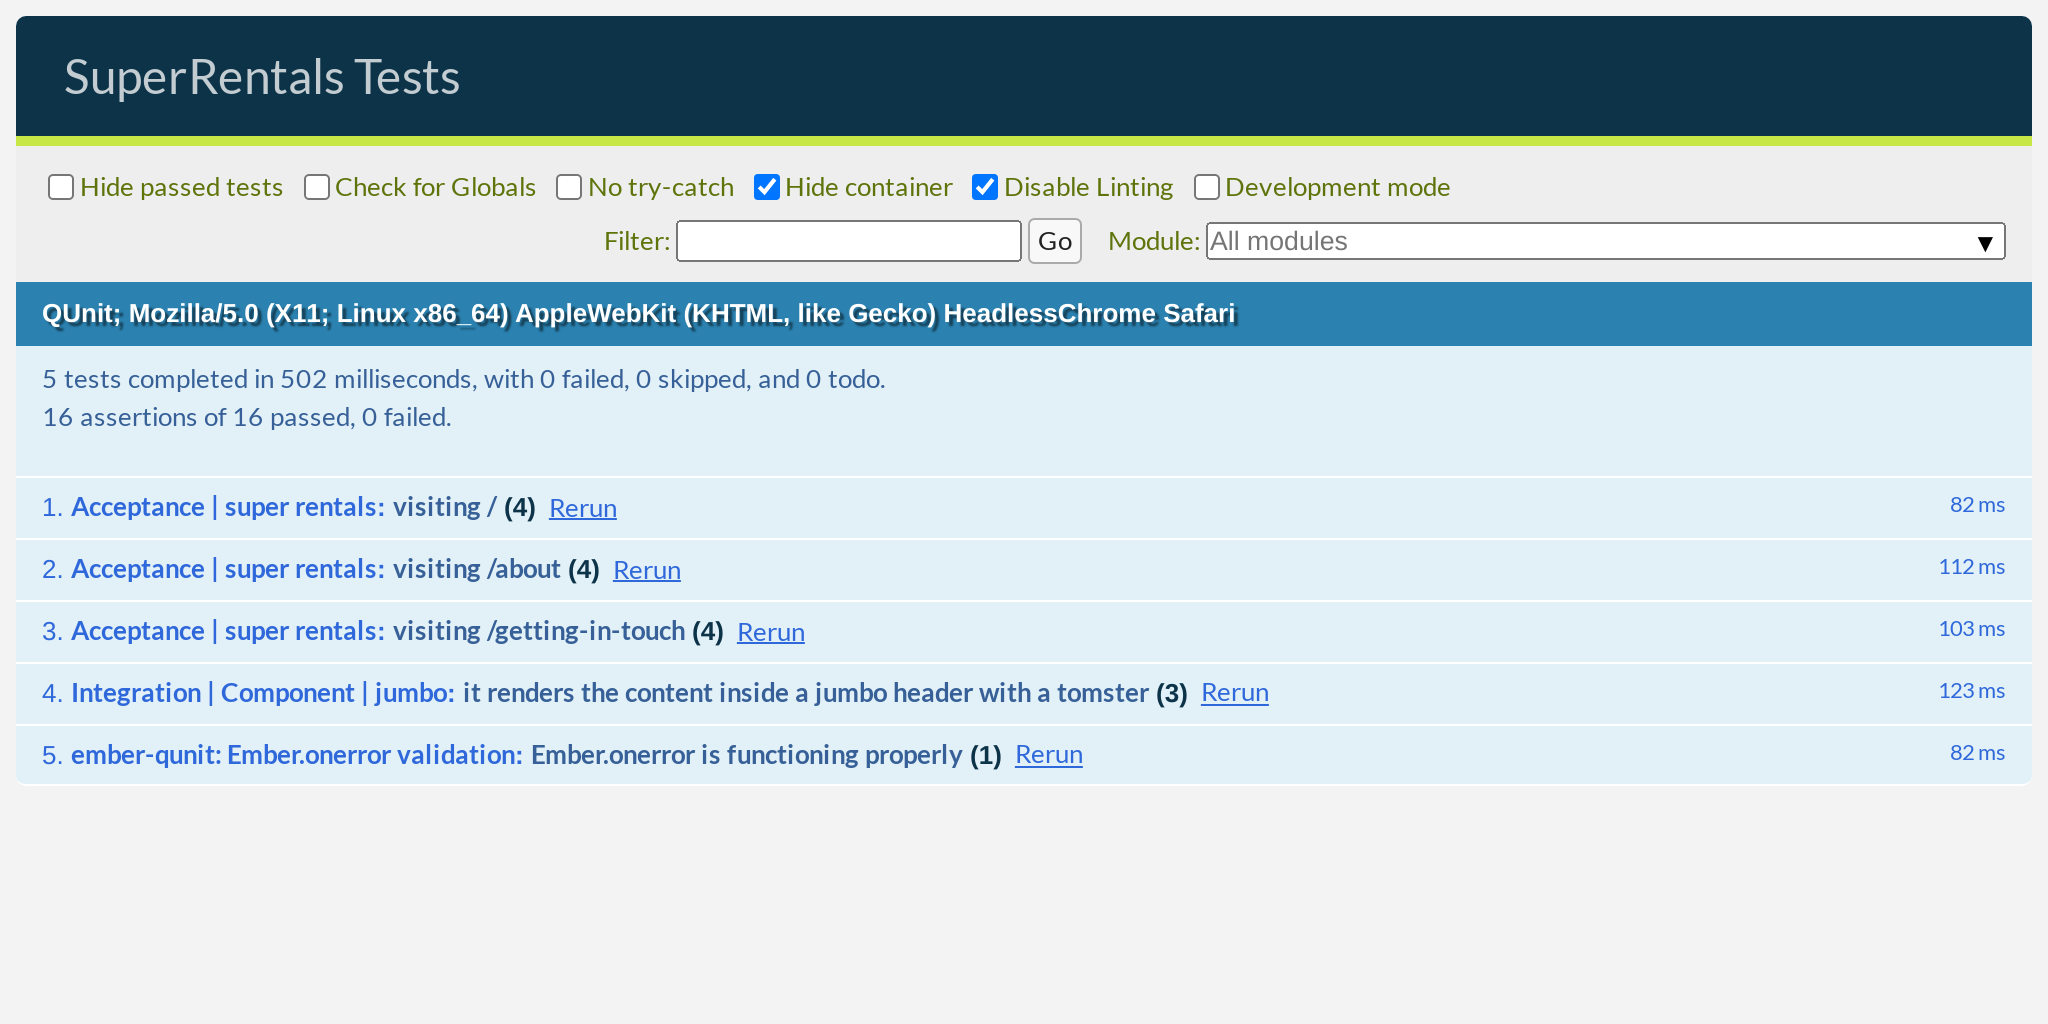 SuperRentals Tests
Hide passed tests Check for Globals No try-catch Hide container Disable Linting Development mode
Filter: Go Module: All modules ▼
QUnit; Mozilla/5.0 (X11; Linux x86_64) AppleWebKit (KHTML, like Gecko) HeadlessChrome Safari
5 tests completed in 502 milliseconds, with 0 failed, 0 skipped, and 0 todo.
16 assertions of 16 passed, 0 failed.
1. Acceptance | super rentals: visiting / (4) Rerun 82 ms
2. Acceptance | super rentals: visiting /about (4) Rerun 112 ms
3. Acceptance | super rentals: visiting /getting-in-touch (4) Rerun 103 ms
4. Integration | Component | jumbo: it renders the content inside a jumbo header with a tomster (3) Rerun 123 ms
5. ember-qunit: Ember.onerror validation: Ember.onerror is functioning properly (1) Rerun 82 ms